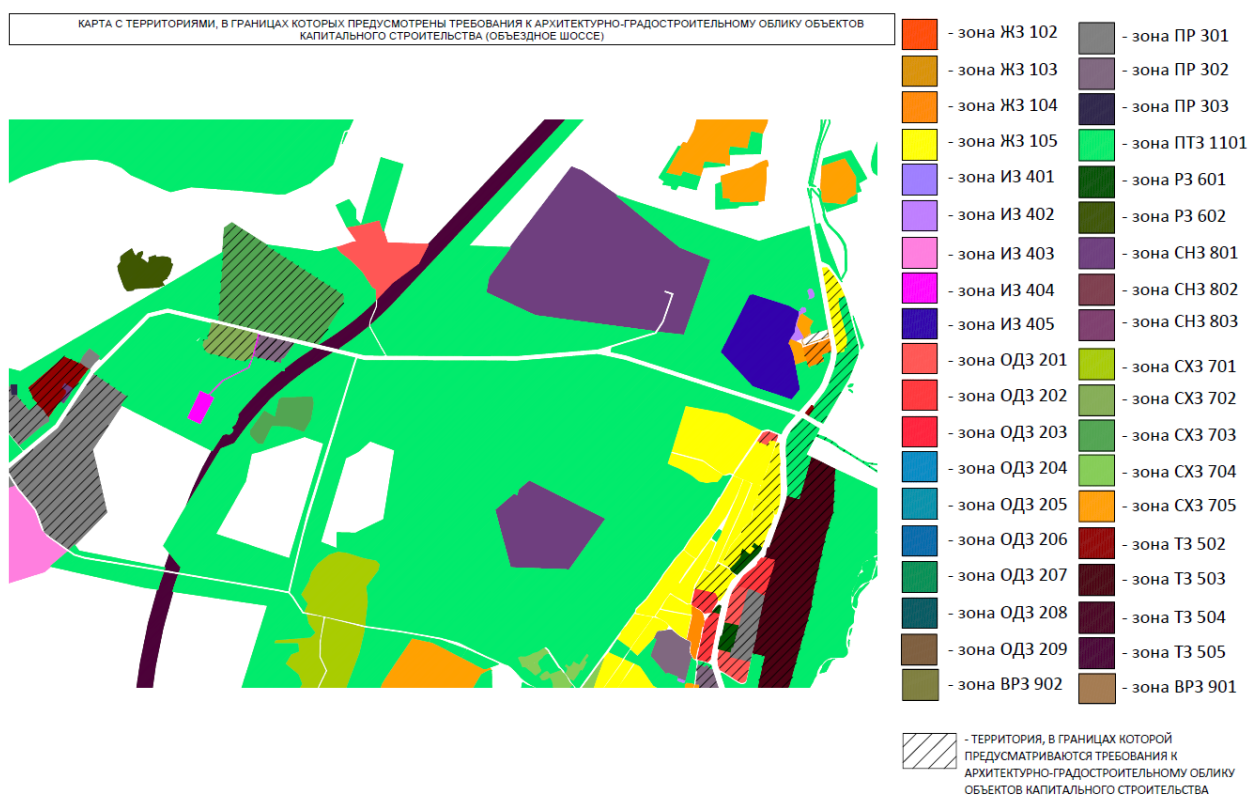 КАРТА С ТЕРРИТОРИЯМИ, В ГРАНИЦАХ КОТОРЫХ ПРЕДУСМОТРЕНЫ ТРЕБОВАНИЯ К АРХИТЕКТУРНО-ГРАДОСТРОИТЕЛЬНОМУ ОБЛИКУ ОБЪЕКТОВ
КАПИТАЛЬНОГО СТРОИТЕЛЬСТВА (ОБЪЕЗДНОЕ ШОССЕ)
- зона ЖЗ 102
- зона ЖЗ 103
- зона ЖЗ 104
- зона ЖЗ 105
- зона ИЗ 401
- зона ИЗ 402
- зона ИЗ 403
- зона ИЗ 404
- зона ИЗ 405
- зона ОДЗ 201
- зона ОДЗ 202
- зона ОДЗ 203
- зона ОДЗ 204
- зона ОДЗ 205
- зона ОДЗ 206
- зона ОДЗ 207
- зона ОДЗ 208
- зона ОДЗ 209
- зона ВРЗ 902
- зона ПР 301
- зона ПР 302
- зона ПР 303
- зона ПТЗ 1101
- зона РЗ 601
- зона РЗ 602
- зона СНЗ 801
- зона СНЗ 802
- зона СНЗ 803
- зона СХЗ 701
- зона СХЗ 702
- зона СХЗ 703
- зона СХЗ 704
- зона СХЗ 705
- зона ТЗ 502
- зона ТЗ 503
- зона ТЗ 504
- зона ТЗ 505
- зона ВРЗ 901
- ТЕРРИТОРИЯ, В ГРАНИЦАХ КОТОРОЙ
ПРЕДУСМАТРИВАЮТСЯ ТРЕБОВАНИЯ К
АРХИТЕКТУРНО-ГРАДОСТРОИТЕЛЬНОМУ ОБЛИКУ
ОБЪЕКТОВ КАПИТАЛЬНОГО СТРОИТЕЛЬСТВА